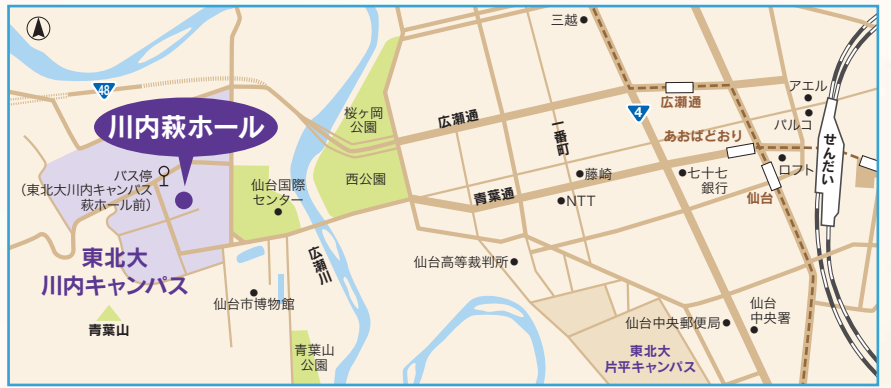 三越
48
アエル
桜ヶ岡
公園
広瀬通
広瀬通
4
パルコ
川内萩ホール
一番町
あおばどおり
せんだい
バス停
(東北大川内キャンパス
萩ホール前)
仙台国際
センター
西公園
青葉通
藤崎
NTT
七十七
銀行
ロフト
仙台
東北大
川内キャンパス
広瀬川
仙台高等裁判所
仙台市博物館
青葉山
青葉山
公園
仙台中央郵便局
仙台
中央署
東北大
片平キャンパス